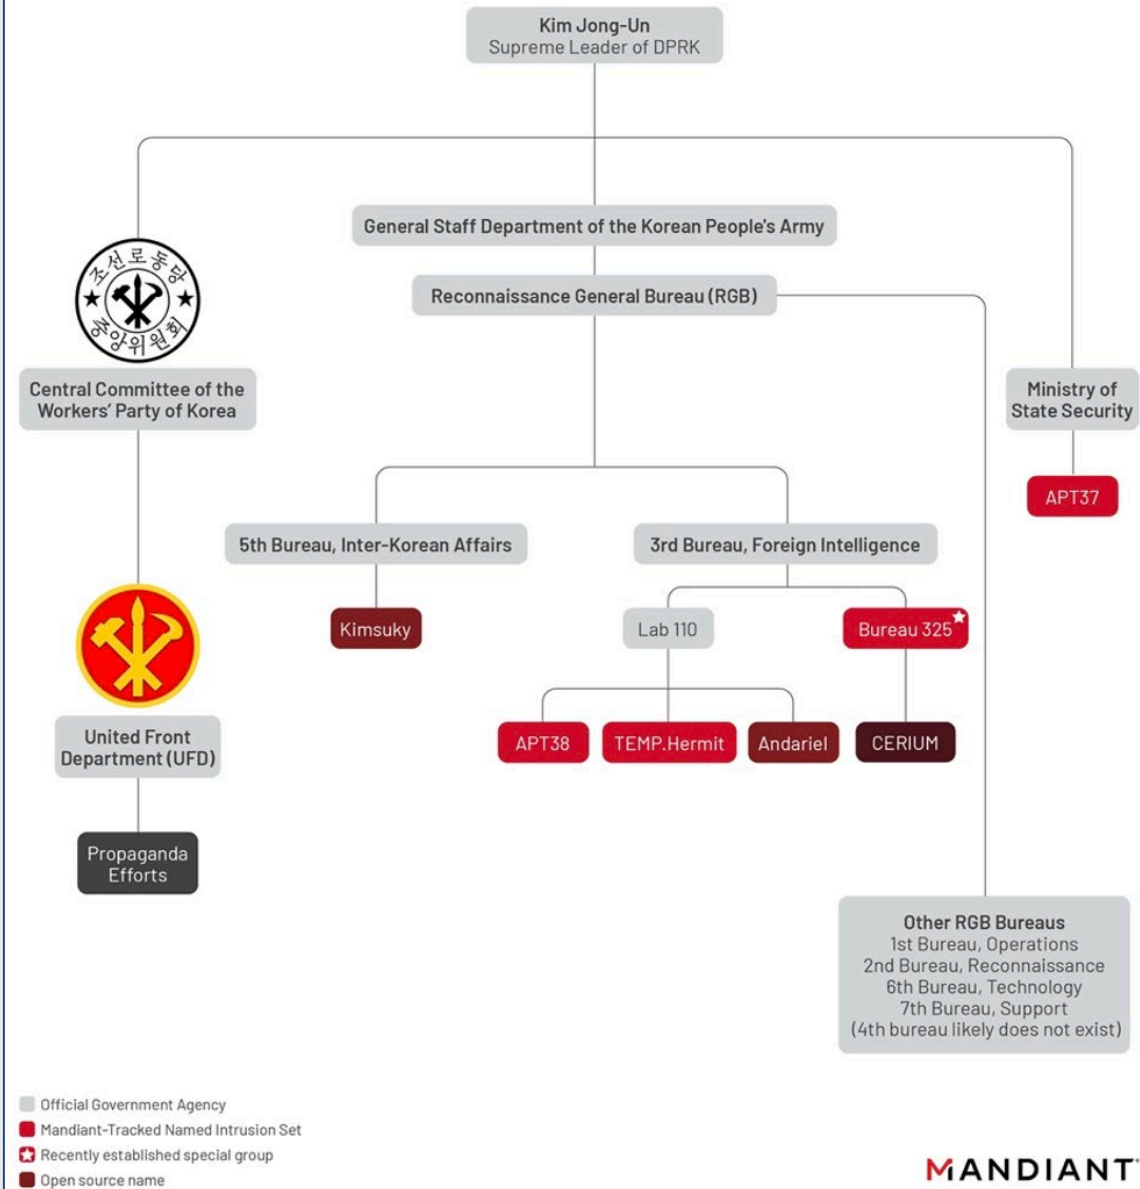 Kim Jong-Un
Supreme Leader of DPRK
General Staff Department of the Korean People's Army
Reconnaissance General Bureau (RGB)
조선로동당
중앙위원회
Central Committee of the
Workers' Party of Korea
Ministry of
State Security
APT37
5th Bureau, Inter-Korean Affairs
3rd Bureau, Foreign Intelligence
Kimsuky
Lab 110
Bureau 325
United Front
Department (UFD)
APT38
TEMP.Hermit
Andariel
CERIUM
Propaganda
Efforts
Other RGB Bureaus
1st Bureau, Operations
2nd Bureau, Reconnaissance
6th Bureau, Technology
7th Bureau, Support
(4th bureau likely does not exist)
Official Government Agency
Mandiant-Tracked Named Intrusion Set
Recently established special group
Open source name
MANDIANT